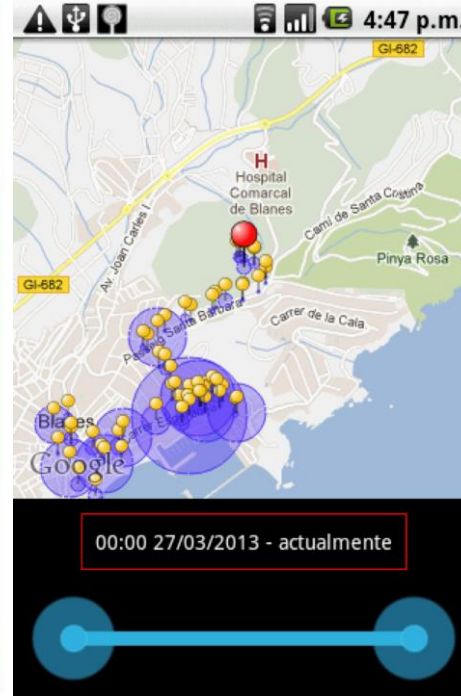 4:47 p.m.
GI-682
H
Hospital
Comarcal
de Blanes
Camí de Santa Cristina
Av. Joan Carles I
Pinya Rosa
GI-682
Passeig Santa Bàrbara
Carrer de la Cala
Blanes
Google
00:00 27/03/2013 - actualmente